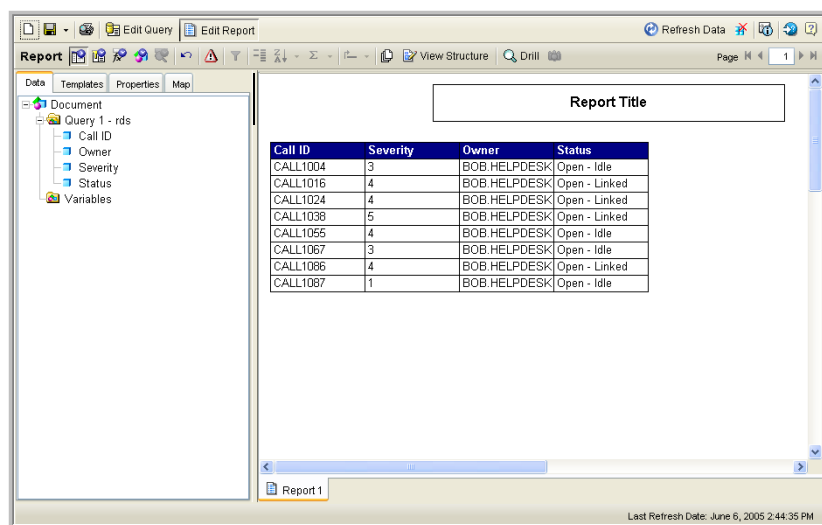 Edit Query Edit Report Refresh Data
Report View Structure Drill Page 1
Data Templates Properties Map
Document
Query 1 - rds
Call ID
Owner
Severity
Status
Variables
Report Title
Call ID Severity Owner Status
CALL1004 3 BOB.HELPDESK Open - Idle
CALL1016 4 BOB.HELPDESK Open - Linked
CALL1024 4 BOB.HELPDESK Open - Linked
CALL1038 5 BOB.HELPDESK Open - Linked
CALL1055 4 BOB.HELPDESK Open - Idle
CALL1067 3 BOB.HELPDESK Open - Idle
CALL1086 4 BOB.HELPDESK Open - Linked
CALL1087 1 BOB.HELPDESK Open - Idle
Report 1
Last Refresh Date: June 6, 2005 2:44:35 PM